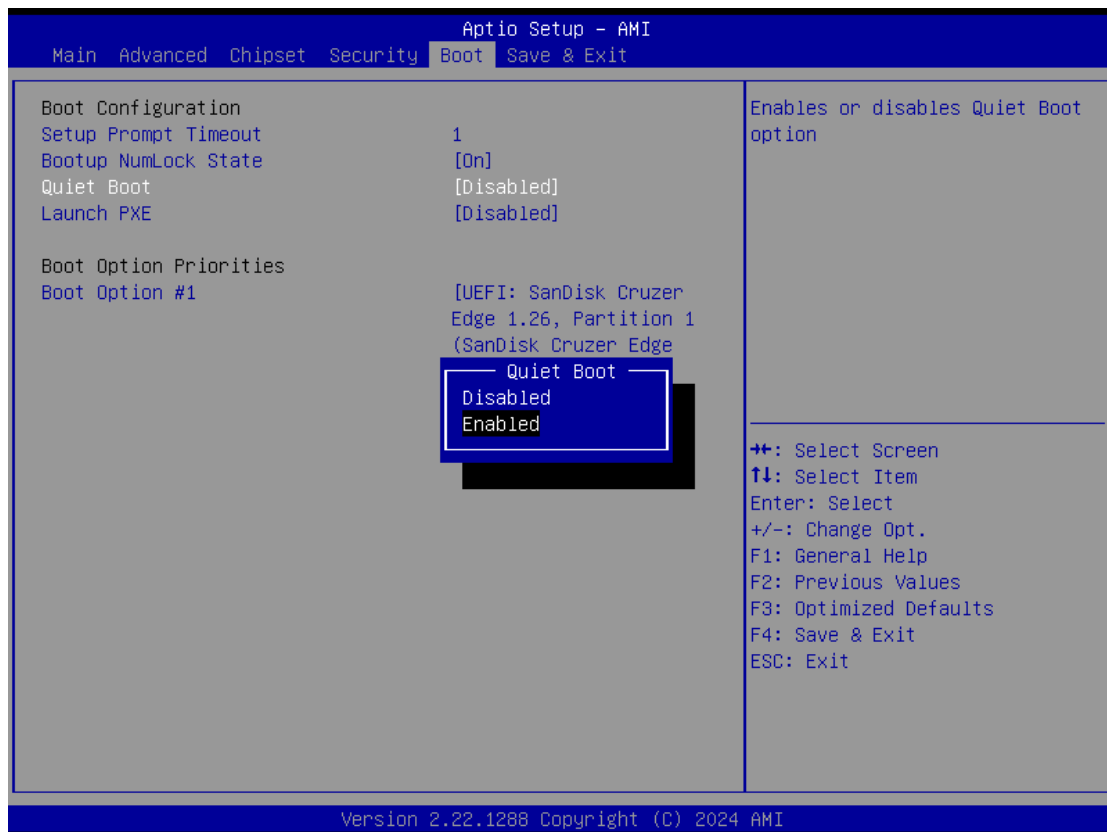 Aptio Setup – AMI
Main Advanced Chipset Security Boot Save & Exit
Boot Configuration
Setup Prompt Timeout 1
Bootup NumLock State [On]
Quiet Boot [Disabled]
Launch PXE [Disabled]
Boot Option Priorities
Boot Option #1 [UEFI: SanDisk Cruzer
Edge 1.26, Partition 1
(SanDisk Cruzer Edge
Quiet Boot
Disabled
Enabled
Enables or disables Quiet Boot
option
→←: Select Screen
↑↓: Select Item
Enter: Select
+/-: Change Opt.
F1: General Help
F2: Previous Values
F3: Optimized Defaults
F4: Save & Exit
ESC: Exit
Version 2.22.1288 Copyright (C) 2024 AMI